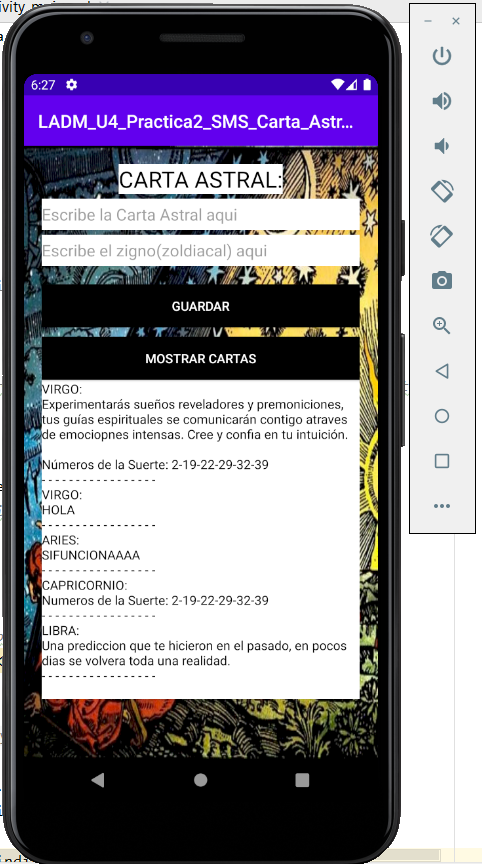 6:27
LADM_U4_Practica2_SMS_Carta_Astr...
CARTA ASTRAL:
Escribe la Carta Astral aqui
Escribe el zigno(zoldiacal) aqui
GUARDAR
MOSTRAR CARTAS
VIRGO:
Experimentarás sueños reveladores y premoniciones,
tus guías espirituales se comunicarán contigo atraves
de emociopnes intensas. Cree y confia en tu intuición.
Números de la Suerte: 2-19-22-29-32-39
- - - - - - - - - - - - - - - - -
VIRGO:
HOLA
- - - - - - - - - - - - - - - - -
ARIES:
SIFUNCIONAAAA
- - - - - - - - - - - - - - - - -
CAPRICORNIO:
Numeros de la Suerte: 2-19-22-29-32-39
- - - - - - - - - - - - - - - - -
LIBRA:
Una prediccion que te hicieron en el pasado, en pocos
dias se volvera toda una realidad.
- - - - - - - - - - - - - - - - -